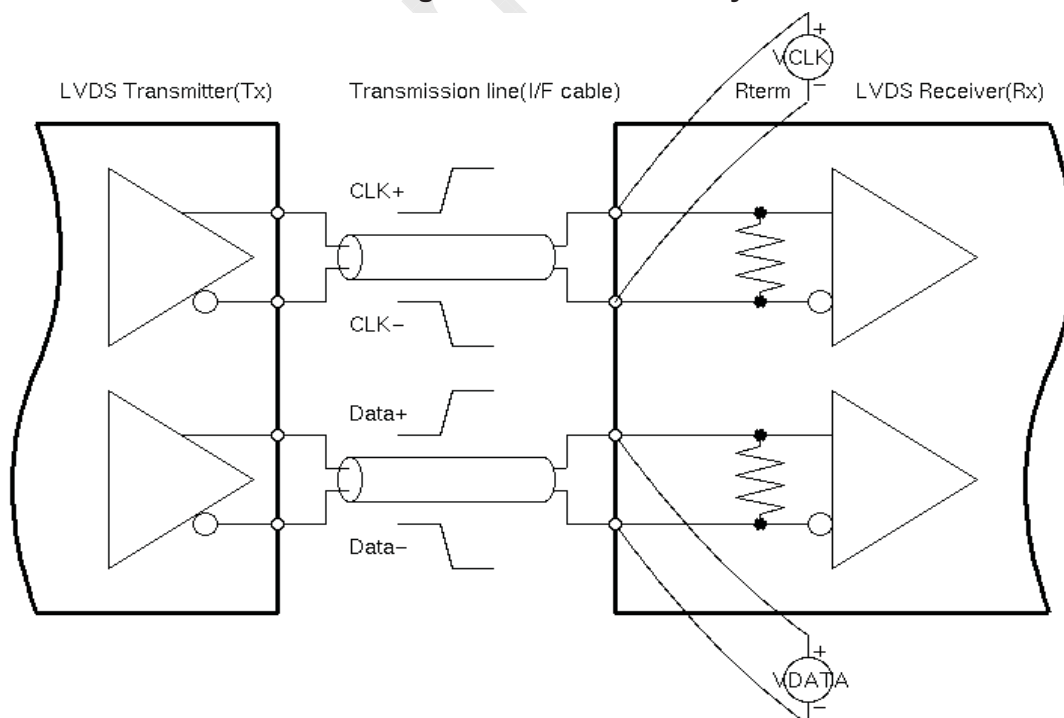 VCLK
+
−
LVDS Transmitter(Tx)
Transmission line(I/F cable)
Rterm
LVDS Receiver(Rx)
CLK+
CLK−
Data+
Data−
+
VDATA
−